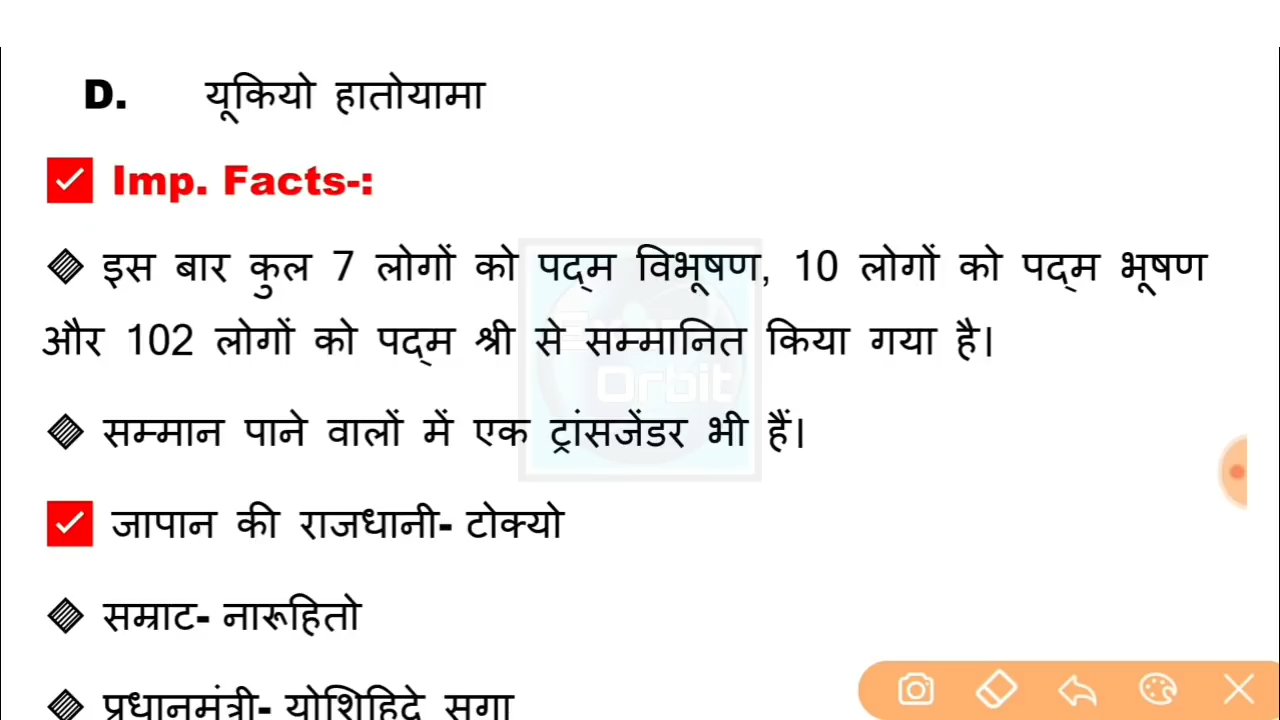 D. यूकियो हातोयामा
Imp. Facts-:
इस बार कुल 7 लोगों को पद्म विभूषण, 10 लोगों को पद्म भूषण
और 102 लोगों को पद्म श्री से सम्मानित किया गया है।
सम्मान पाने वालों में एक ट्रांसजेंडर भी हैं।
जापान की राजधानी- टोक्यो
सम्राट- नारूहितो
प्रधानमंत्री- योशिहिदे सुगा
Orbit